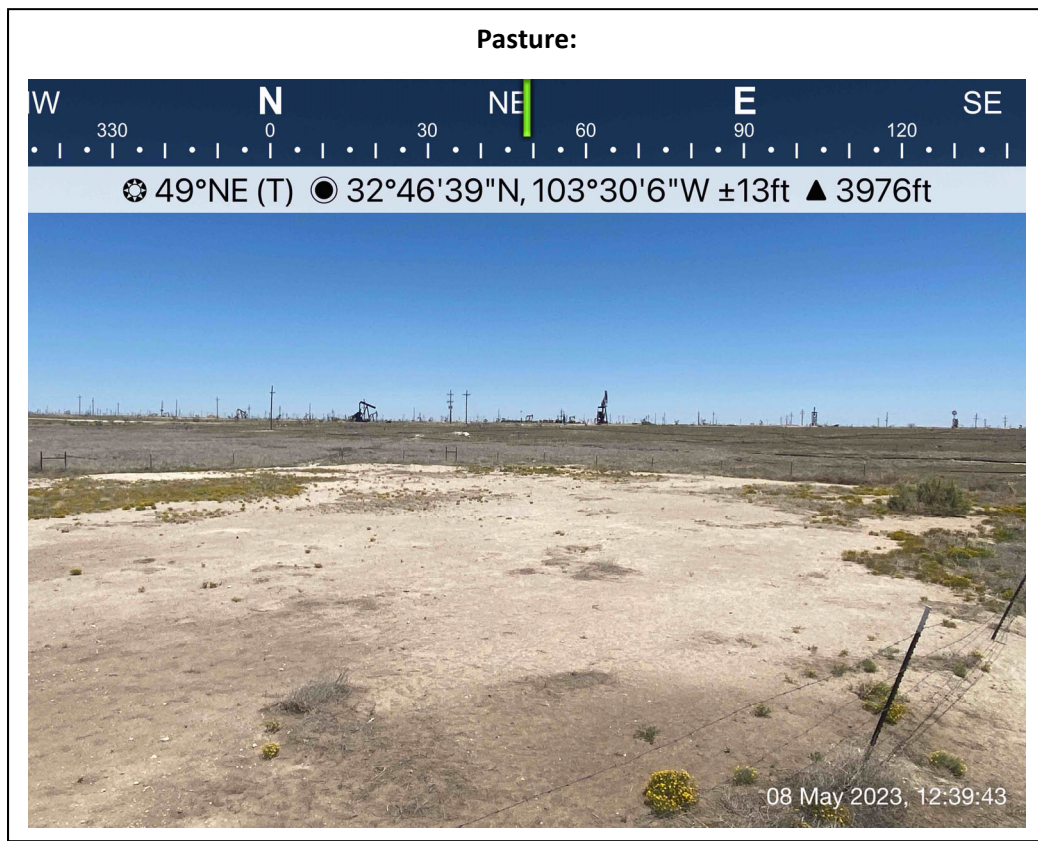 Pasture:
NW N NE E SE
330 0 30 60 90 120
49°NE (T) 32°46'39"N, 103°30'6"W ±13ft ▲ 3976ft
08 May 2023, 12:39:43